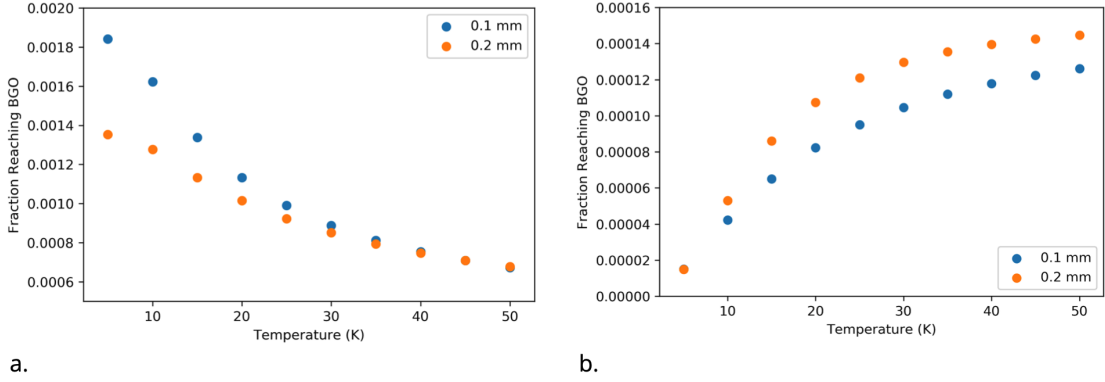 0.0020
0.0018
0.0016
0.0014
0.0012
0.0010
0.0008
0.0006
Fraction Reaching BGO
10 20 30 40 50
Temperature (K)
0.1 mm
0.2 mm
a.
0.00016
0.00014
0.00012
0.00010
0.00008
0.00006
0.00004
0.00002
0.00000
Fraction Reaching BGO
10 20 30 40 50
Temperature (K)
0.1 mm
0.2 mm
b.